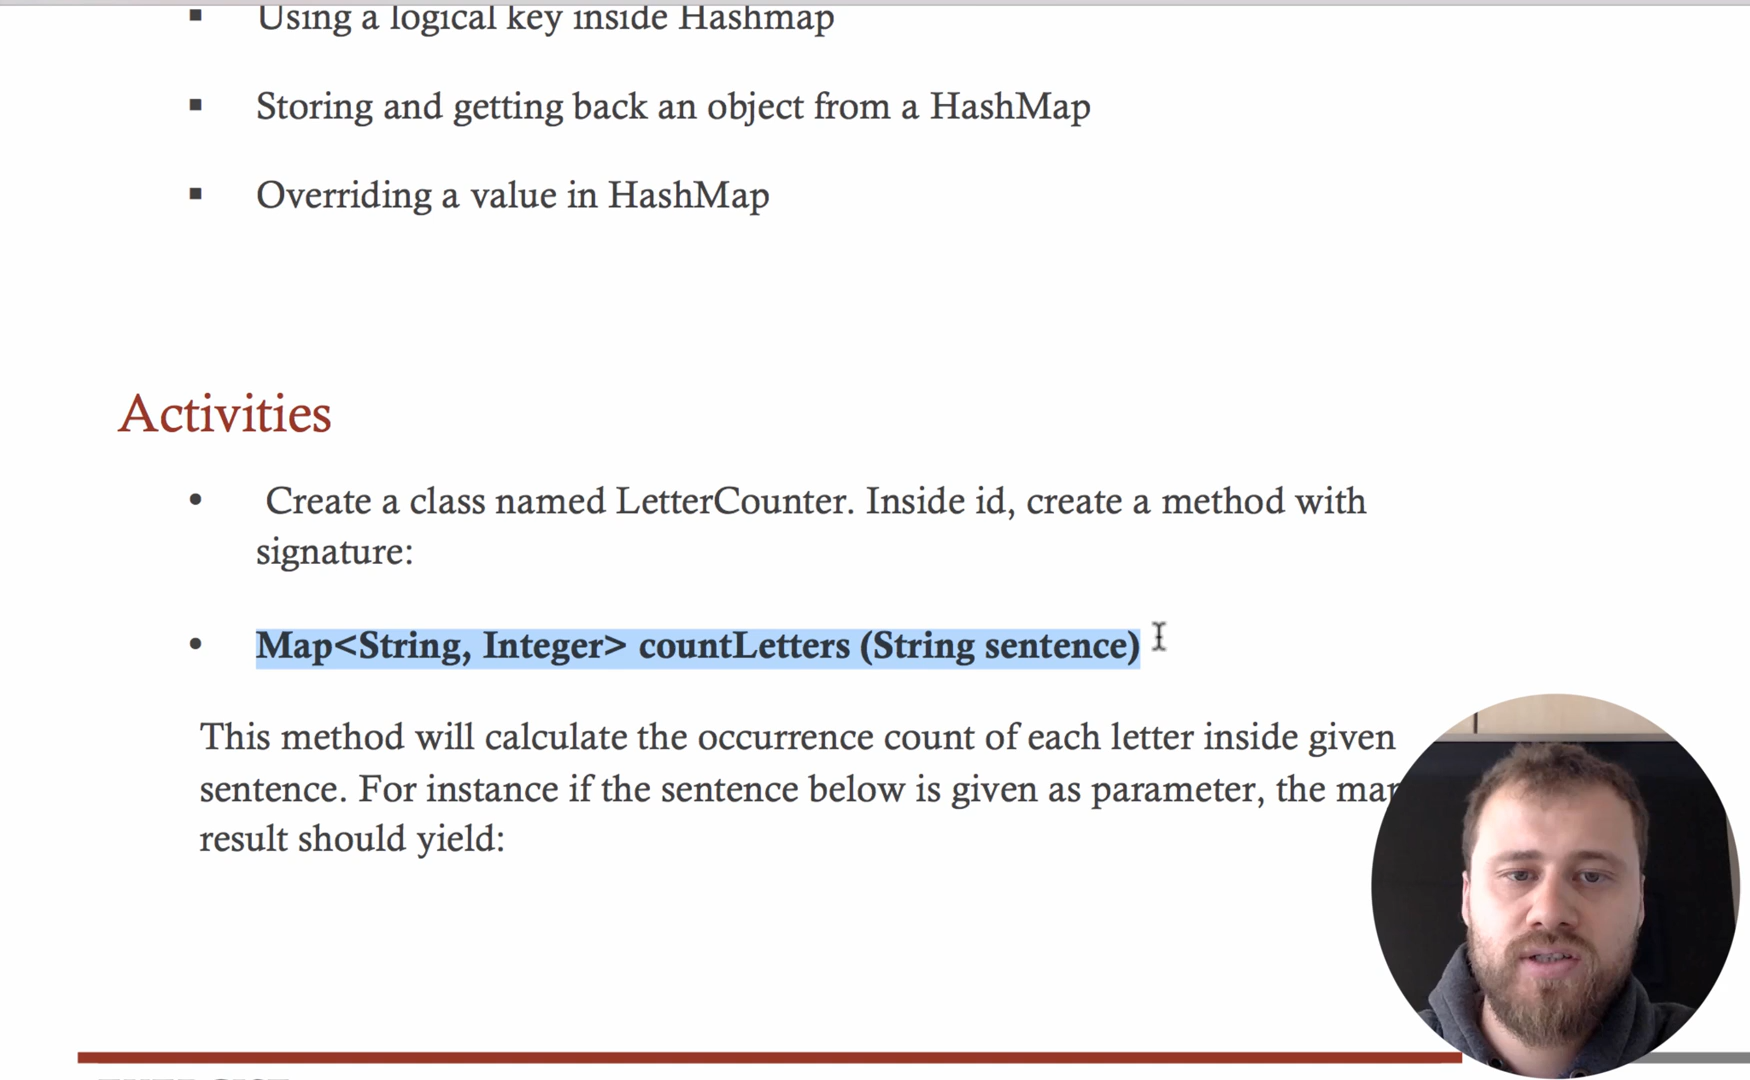 Using a logical key inside Hashmap
Storing and getting back an object from a HashMap
Overriding a value in HashMap
Activities
Create a class named LetterCounter. Inside id, create a method with
signature:
Map<String, Integer> countLetters (String sentence)
This method will calculate the occurrence count of each letter inside given
sentence. For instance if the sentence below is given as parameter, the map
result should yield: